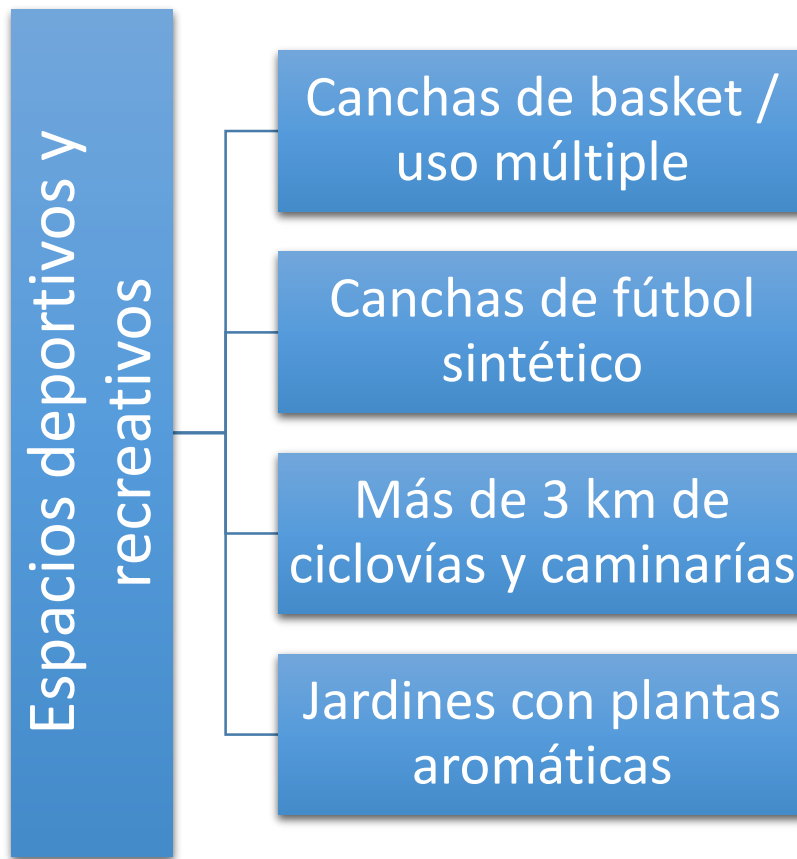 Espacios deportivos y
recreativos
Canchas de basket /
uso múltiple
Canchas de fútbol
sintético
Más de 3 km de
ciclovías y caminarías
Jardines con plantas
aromáticas